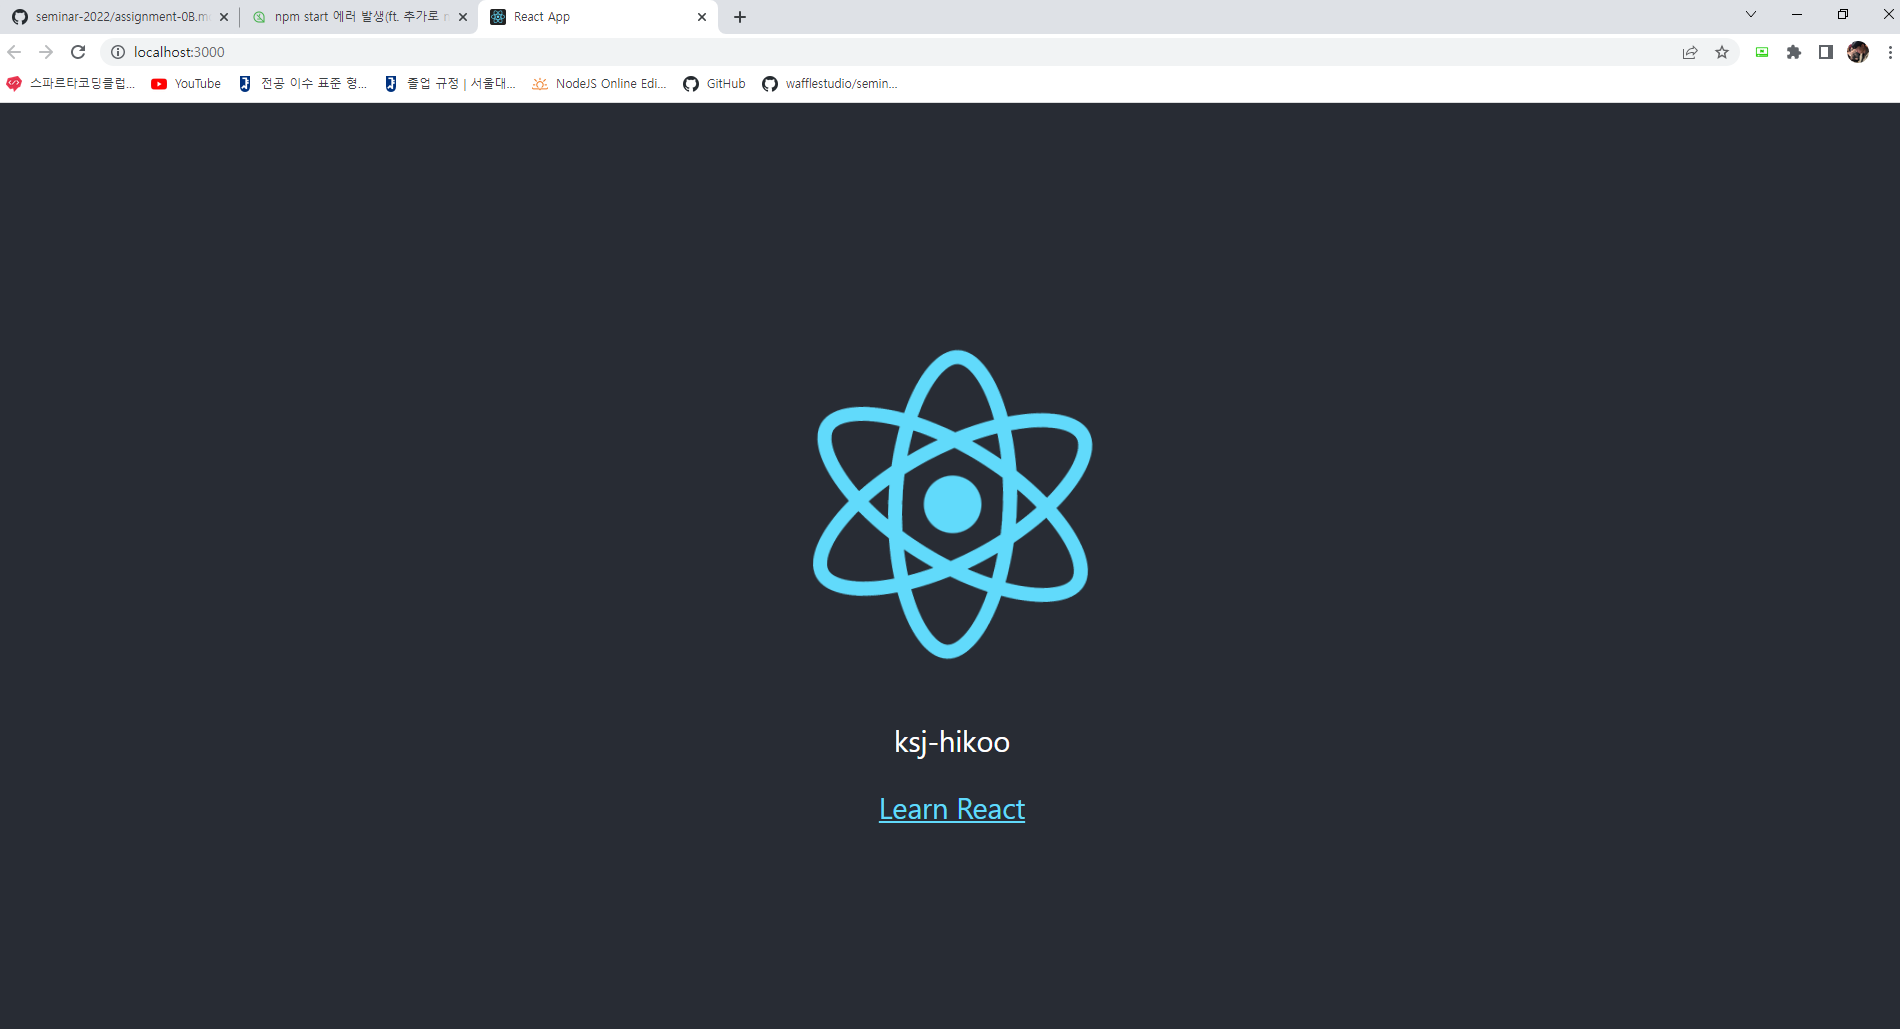 seminar-2022/assignment-0B.m
npm start 에러 발생(ft. 추가로
React App
localhost:3000
스파르타코딩클럽...
YouTube
전공 이수 표준 형...
졸업 규정 | 서울대...
NodeJS Online Edi...
GitHub
wafflestudio/semin...
ksj-hikoo
Learn React